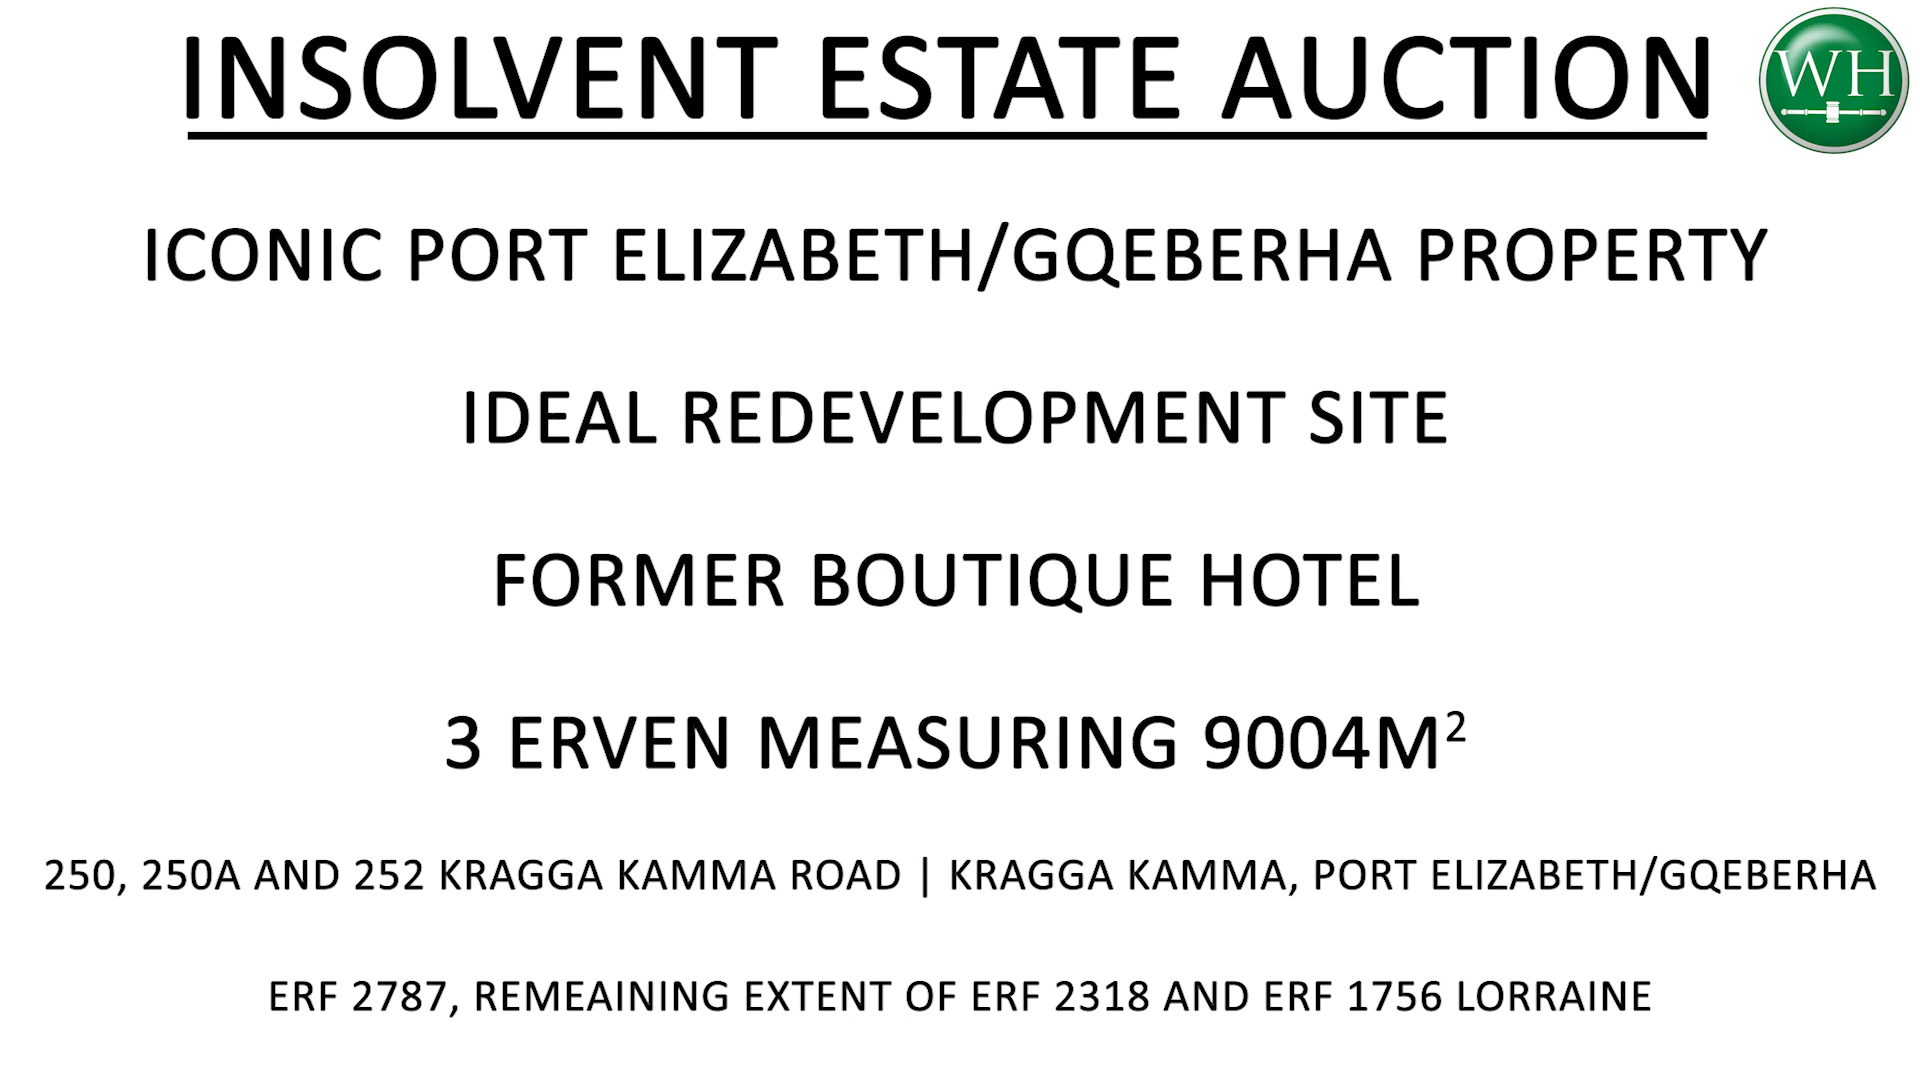 INSOLVENT ESTATE AUCTION
WH
ICONIC PORT ELIZABETH/GQEBERHA PROPERTY
IDEAL REDEVELOPMENT SITE
FORMER BOUTIQUE HOTEL
3 ERVEN MEASURING 9004M²
250, 250A AND 252 KRAGGA KAMMA ROAD | KRAGGA KAMMA, PORT ELIZABETH/GQEBERHA
ERF 2787, REMEAINING EXTENT OF ERF 2318 AND ERF 1756 LORRAINE